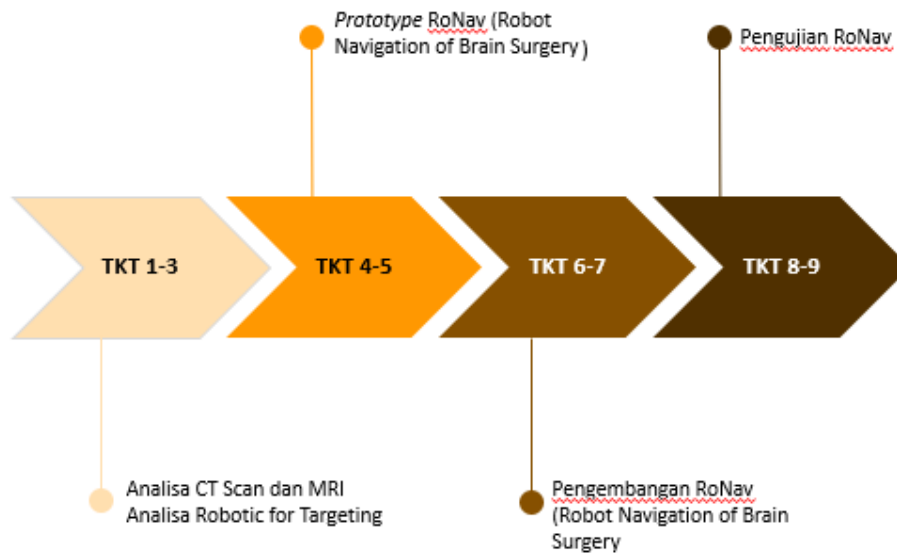 Prototype RoNav (Robot
Navigation of Brain Surgery)
Pengujian RoNav
TKT 1-3
TKT 4-5
TKT 6-7
TKT 8-9
Analisa CT Scan dan MRI
Analisa Robotic for Targeting
Pengembangan RoNav
(Robot Navigation of Brain
Surgery